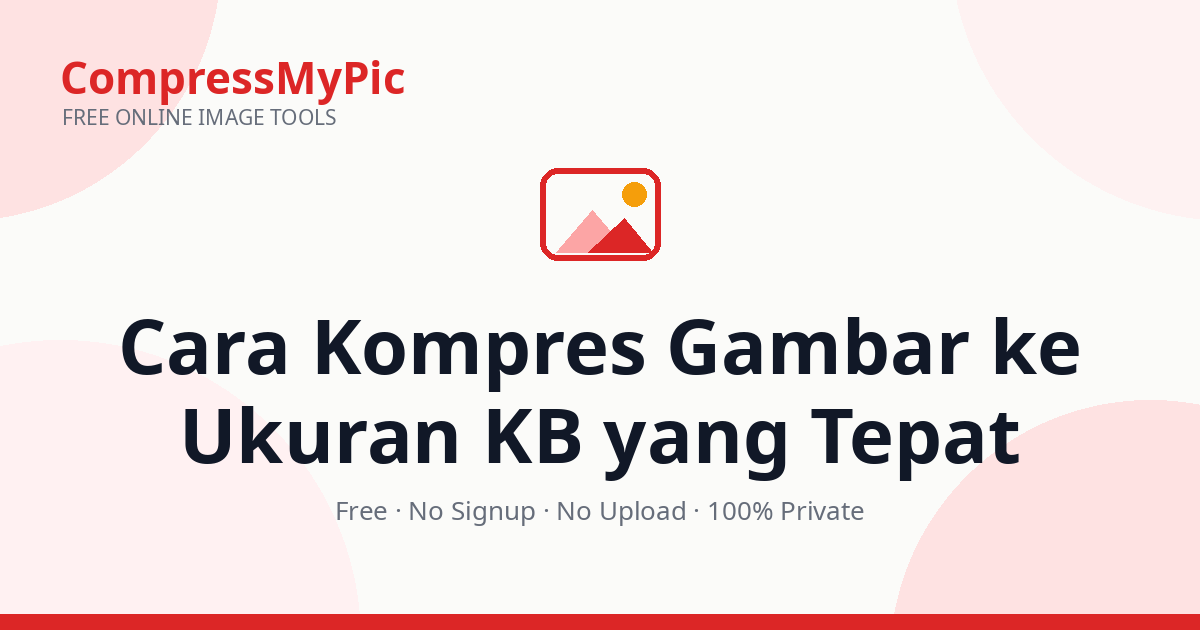 CompressMyPic
FREE ONLINE IMAGE TOOLS
Cara Kompres Gambar ke
Ukuran KB yang Tepat
Free · No Signup · No Upload · 100% Private